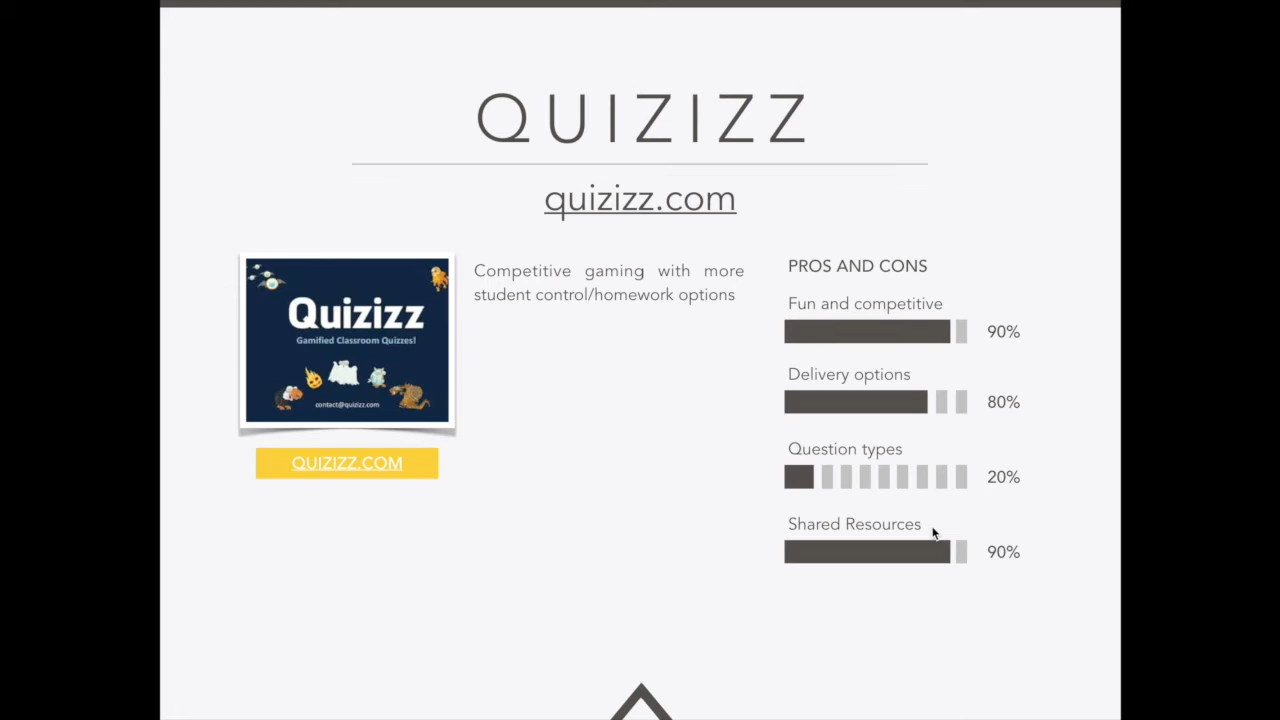 QUIZIZZ
quizizz.com
Quizizz
Gamified Classroom Quizzes!
contact@quizizz.com
QUIZIZZ.COM
Competitive gaming with more
student control/homework options
PROS AND CONS
Fun and competitive
90%
Delivery options
80%
Question types
20%
Shared Resources
90%